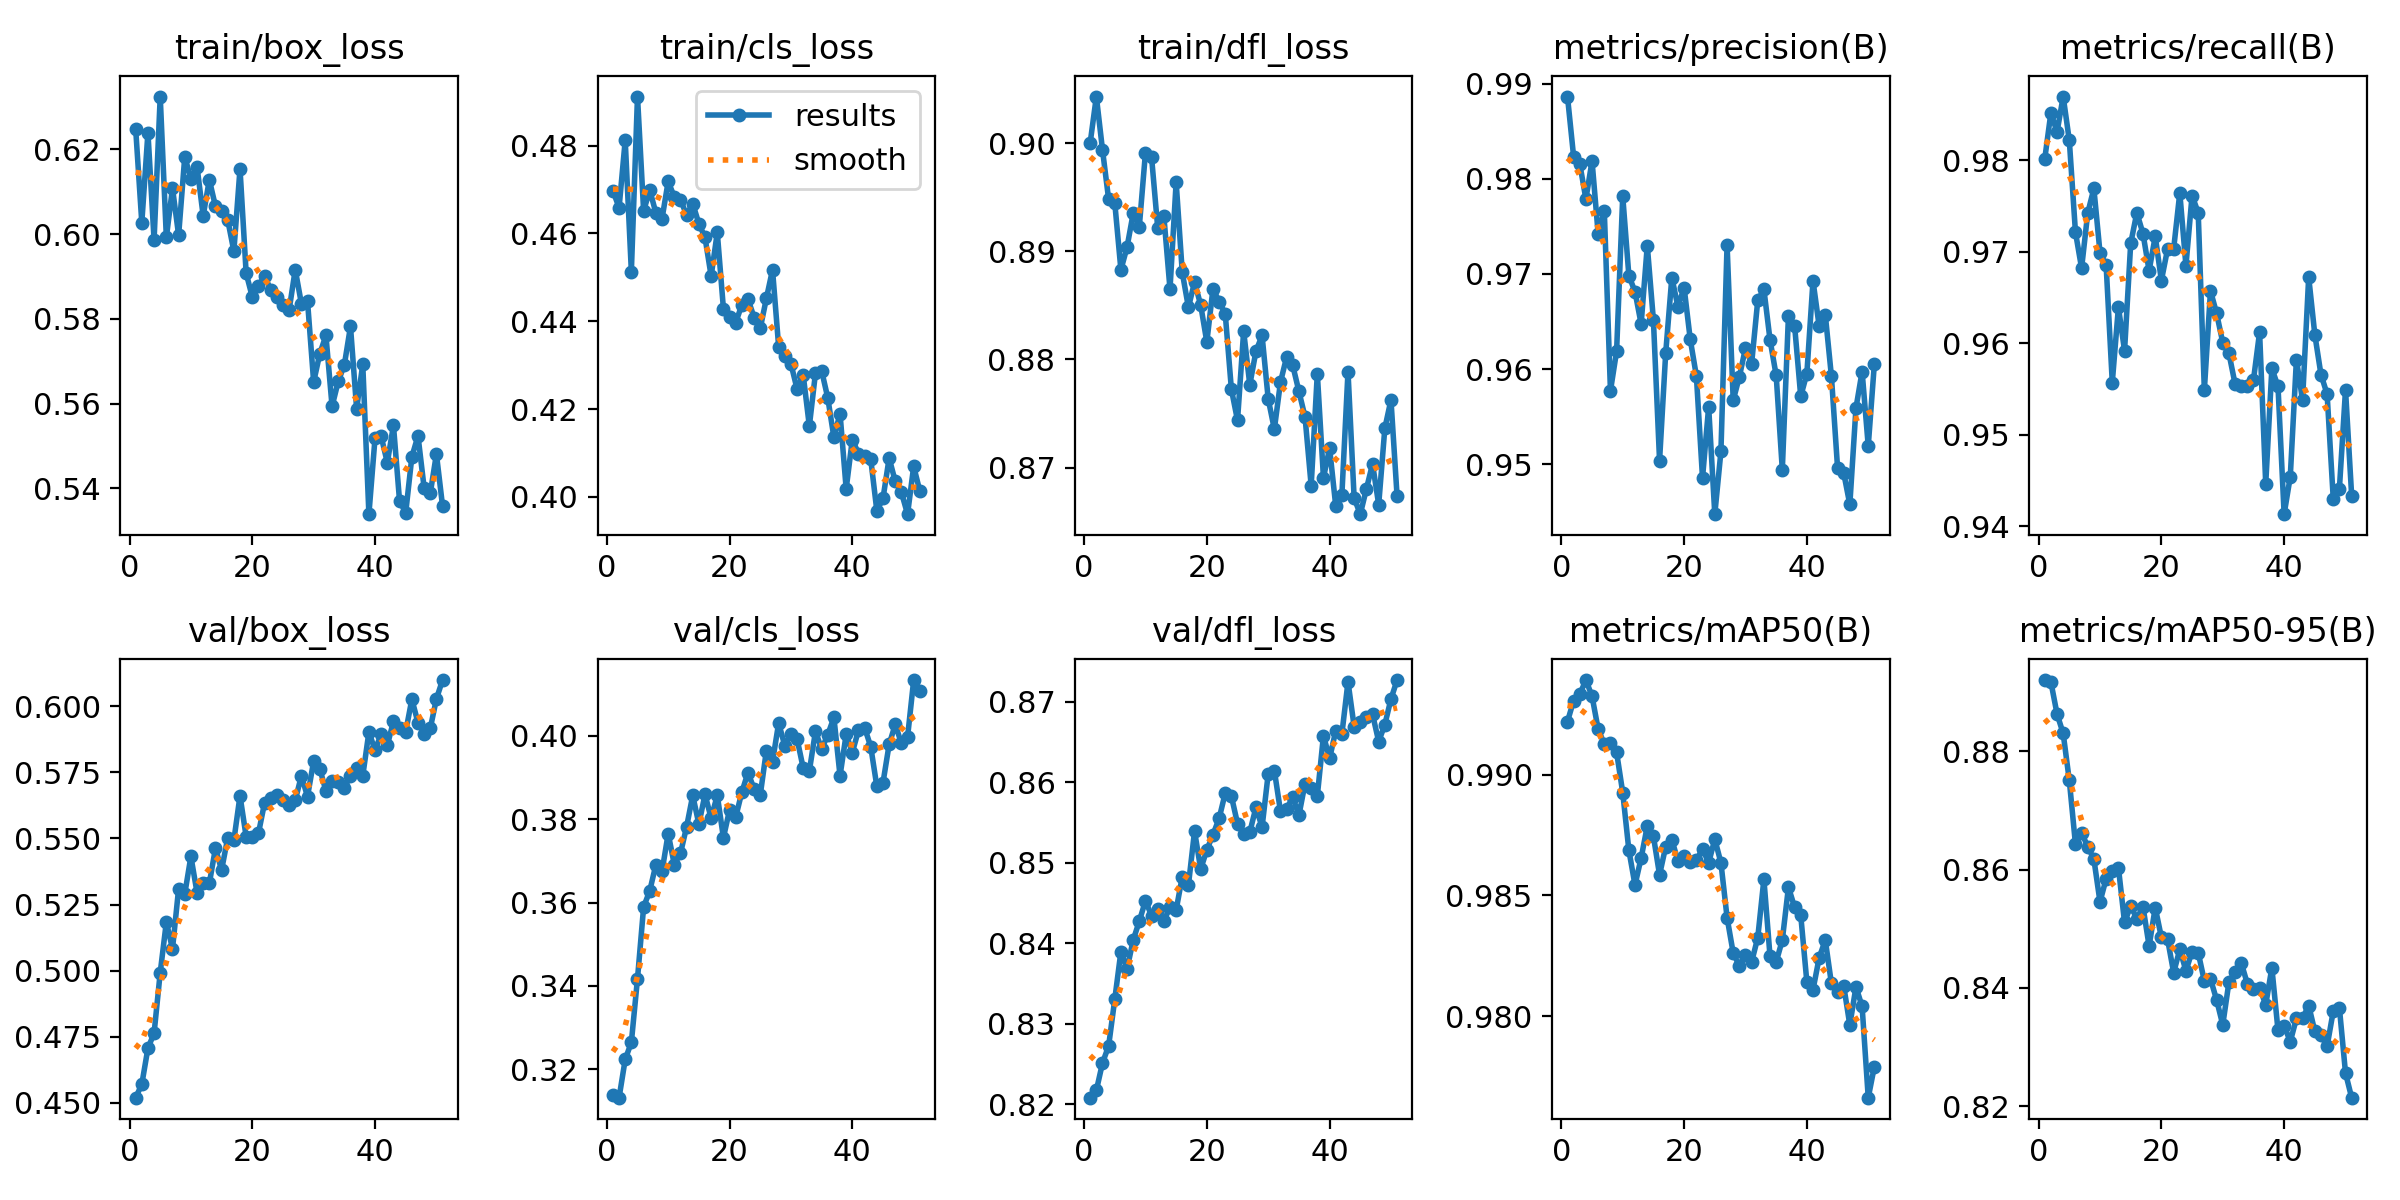 train/box_loss
0.62
0.60
0.58
0.56
0.54
0 20 40
train/cls_loss
results
smooth
0.48
0.46
0.44
0.42
0.40
0 20 40
train/dfl_loss
0.90
0.89
0.88
0.87
0 20 40
metrics/precision(B)
0.99
0.98
0.97
0.96
0.95
0 20 40
metrics/recall(B)
0.98
0.97
0.96
0.95
0.94
0 20 40
val/box_loss
0.600
0.575
0.550
0.525
0.500
0.475
0.450
0 20 40
val/cls_loss
0.40
0.38
0.36
0.34
0.32
0 20 40
val/dfl_loss
0.87
0.86
0.85
0.84
0.83
0.82
0 20 40
metrics/mAP50(B)
0.990
0.985
0.980
0 20 40
metrics/mAP50-95(B)
0.88
0.86
0.84
0.82
0 20 40